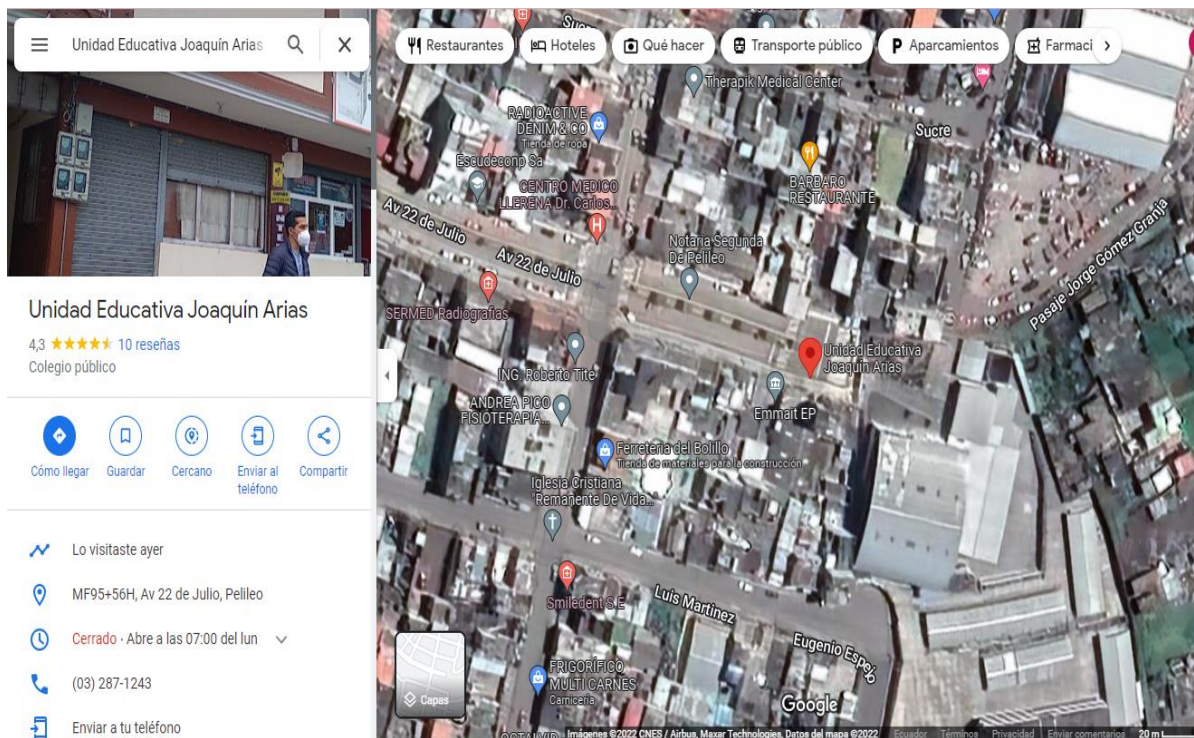 Unidad Educativa Joaquín Arias
Unidad Educativa Joaquín Arias
4,3
10 reseñas
Colegio público
Cómo llegar
Guardar
Cercano
Enviar al
teléfono
Compartir
Lo visitaste ayer
MF95+56H, Av 22 de Julio, Pelileo
Cerrado · Abre a las 07:00 del lun
(03) 287-1243
Enviar a tu teléfono
Restaurantes
Hoteles
Qué hacer
Transporte público
P Aparcamientos
Farmaci
Sucre
Therapik Medical Center
RADIOACTIVE
DENIM & CO
Tienda de ropa
Sucre
Escudeconp Sa
CENTRO MEDICO
LLERENA Dr. Carlos...
BARBARO
RESTAURANTE
Av 22 de Julio
Av 22 de Julio
Notaria Segunda
De Pelileo
Pasaje Jorge Gómez Granja
SERMED Radiografias
Unidad Educativa
Joaquín Arias
ING. Roberto Tite
Emmait EP
ANDREA PICO
FISIOTERAPIA...
Ferreteria del Bolillo
Tienda de materiales para la construcción
Iglesia Cristiana
"Remanente De Vida...
Smiledent S.E
Luis Martinez
Eugenio Espejo
FRIGORÍFICO
MULTI CARNES
Carnicería
Capas
Google
Imágenes ©2022 CNES / Airbus, Maxar Technologies, Datos del mapa ©2022
Ecuador
Términos
Privacidad
Enviar comentarios
20 m